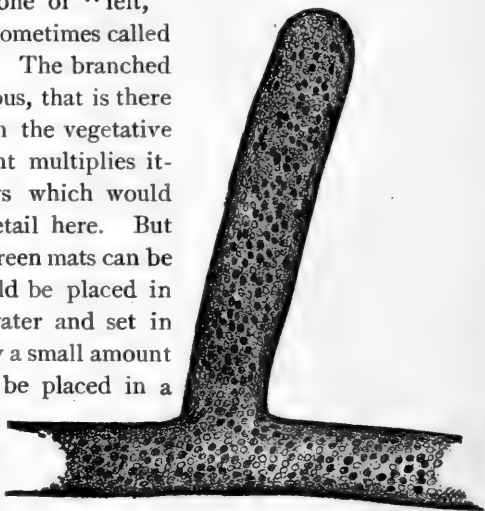 one of "felt,"
ometimes called
The branched
ous, that is there
n the vegetative
nt multiplies it-
s which would
etail here. But
reen mats can be
ld be placed in
ater and set in
a small amount
be placed in a